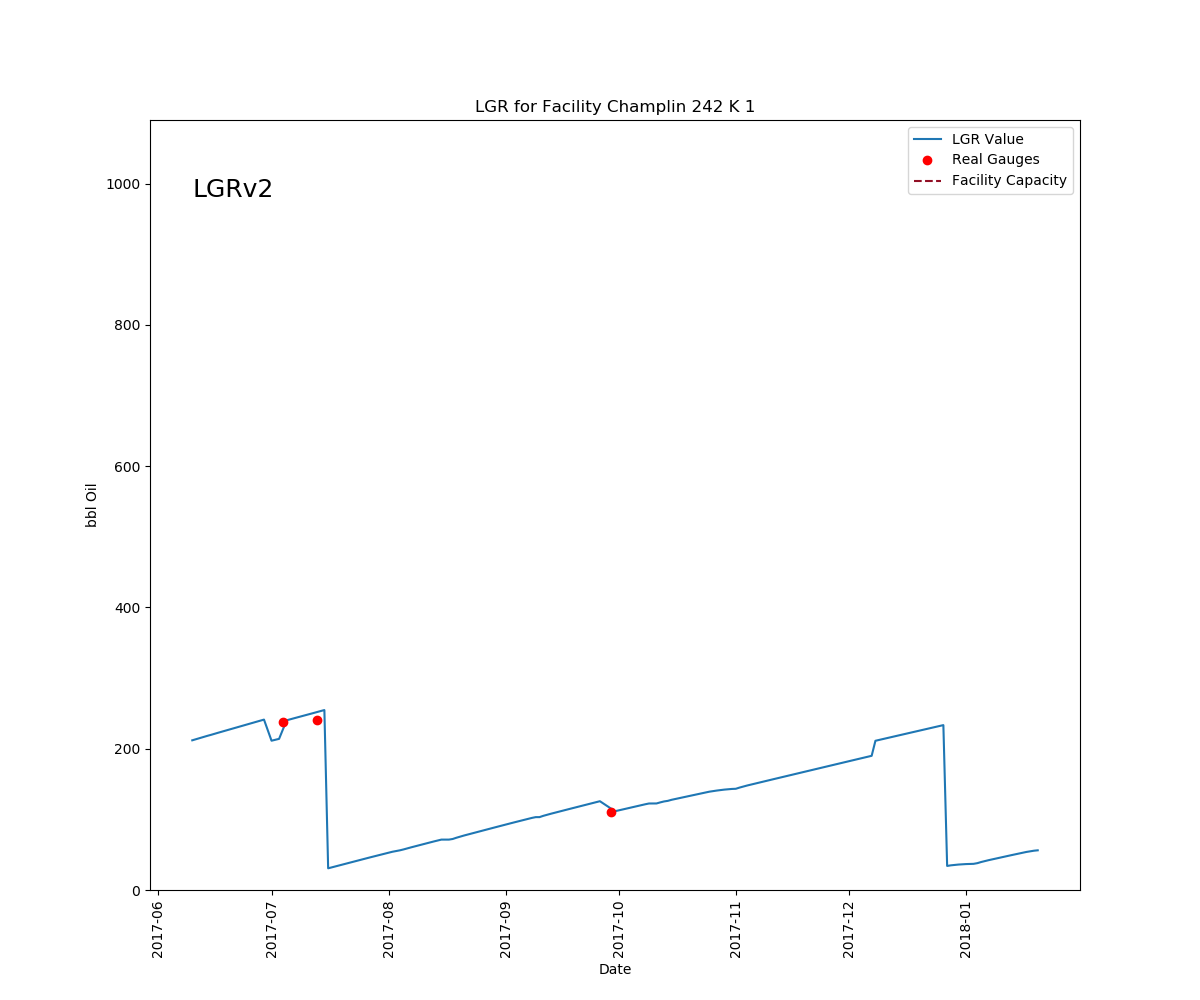 LGR for Facility Champlin 242 K 1
LGR Value
Real Gauges
Facility Capacity
LGRv2
1000
800
600
400
200
0
bbl Oil
2017-06
2017-07
2017-08
2017-09
2017-10
2017-11
2017-12
2018-01
Date